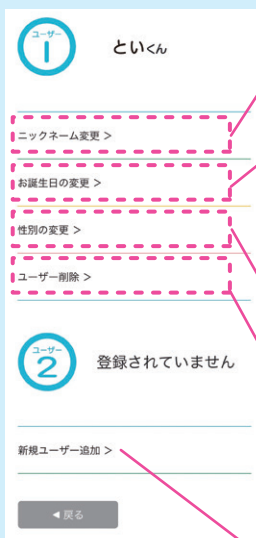 ユーザー
1
といくん
ニックネーム変更 >
お誕生日の変更 >
性別の変更 >
ユーザー削除 >
ユーザー
2
登録されていません
新規ユーザー追加 >
◀戻る